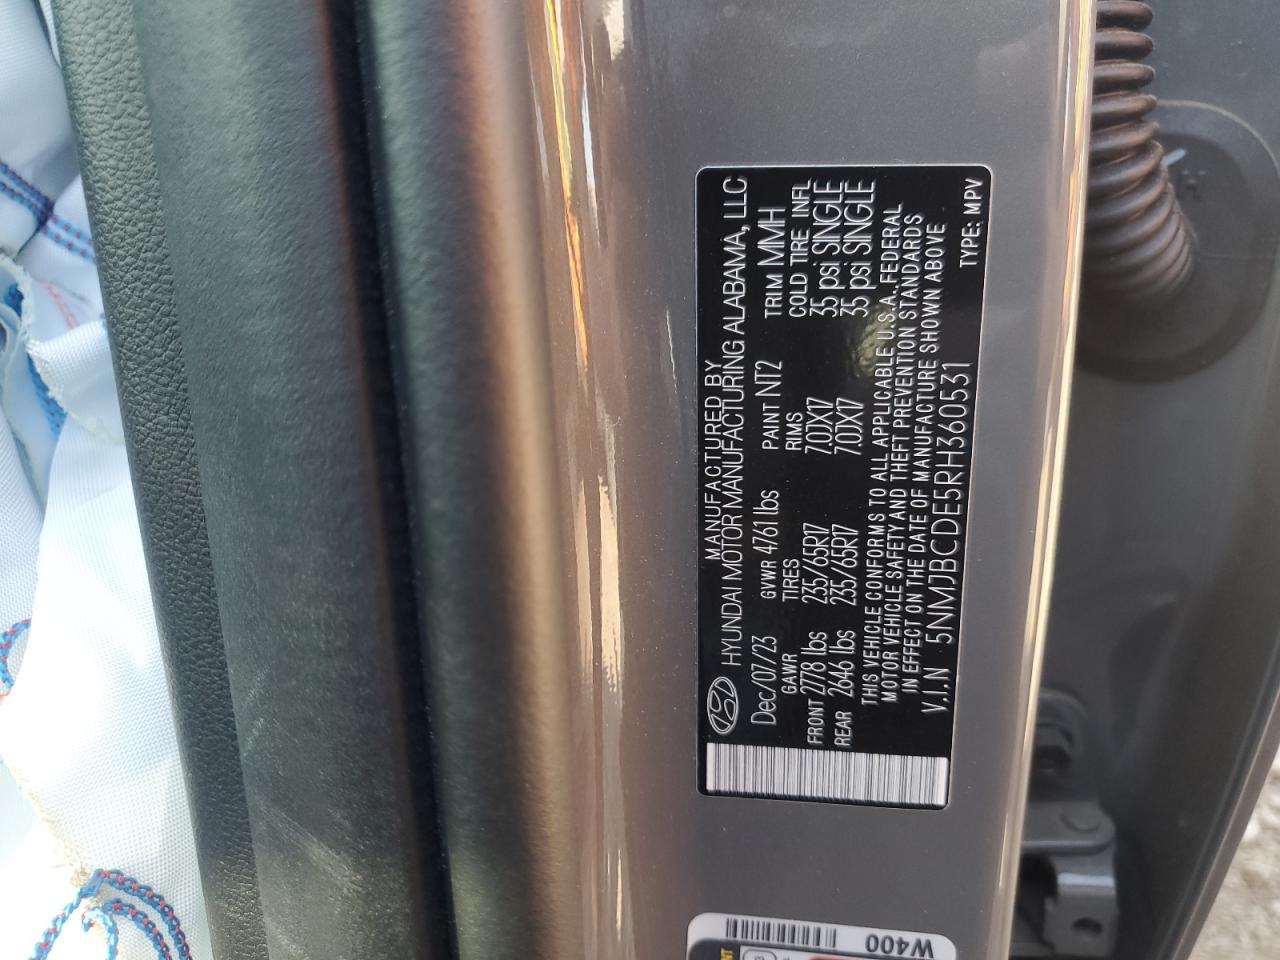 MANUFACTURED BY
HYUNDAI MOTOR MANUFACTURING ALABAMA, LLC
Dec/07/23 GVWR 4761 lbs PAINT NT2 TRIM MMH
GAWR TIRES RIMS COLD TIRE INFL
FRONT 2778 lbs 235/65R17 7.0JX17 35 psi SINGLE
REAR 2646 lbs 235/65R17 7.0JX17 35 psi SINGLE
THIS VEHICLE CONFORMS TO ALL APPLICABLE U.S.A. FEDERAL
MOTOR VEHICLE SAFETY AND THEFT PREVENTION STANDARDS
IN EFFECT ON THE DATE OF MANUFACTURE SHOWN ABOVE
V.I.N 5NMJBCDE5RH360531 TYPE: MPV
W400